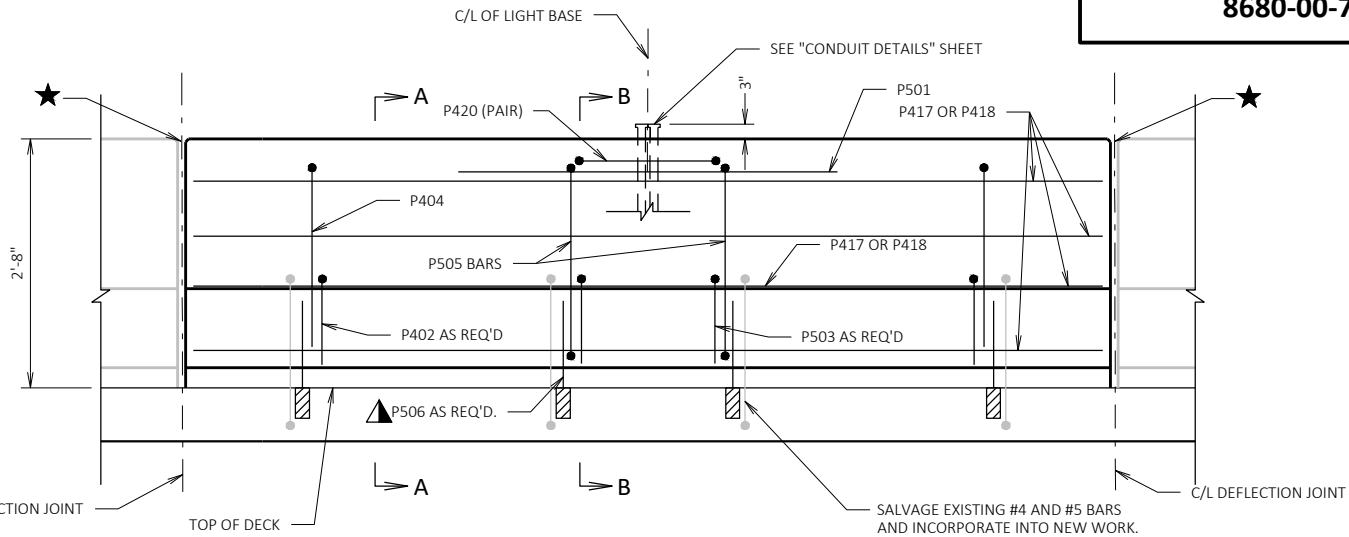 8680-00-7
C/L OF LIGHT BASE
SEE "CONDUIT DETAILS" SHEET
3"
A
B
P501
P420 (PAIR)
P417 OR P418
P404
2'-8"
P505 BARS
P417 OR P418
P402 AS REQ'D
P503 AS REQ'D
P506 AS REQ'D.
A
B
CTION JOINT
TOP OF DECK
SALVAGE EXISTING #4 AND #5 BARS
AND INCORPORATE INTO NEW WORK.
C/L DEFLECTION JOINT